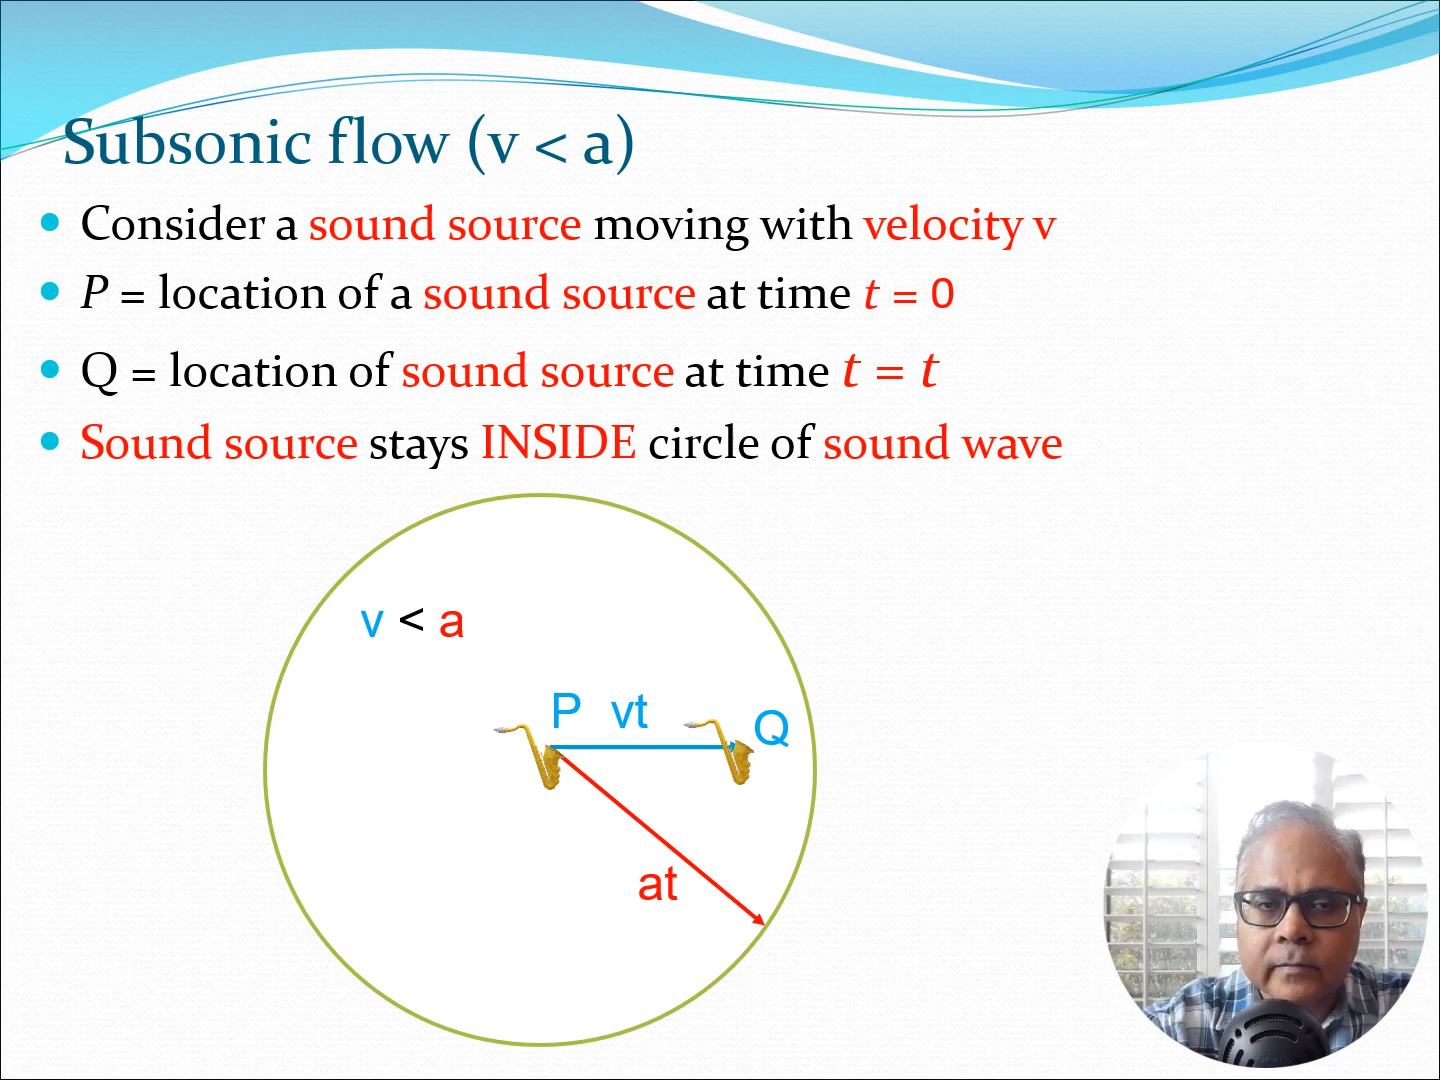 Subsonic flow (v < a)
Consider a sound source moving with velocity v
P = location of a sound source at time t = 0
Q = location of sound source at time t = t
Sound source stays INSIDE circle of sound wave
v < a
P vt Q
at